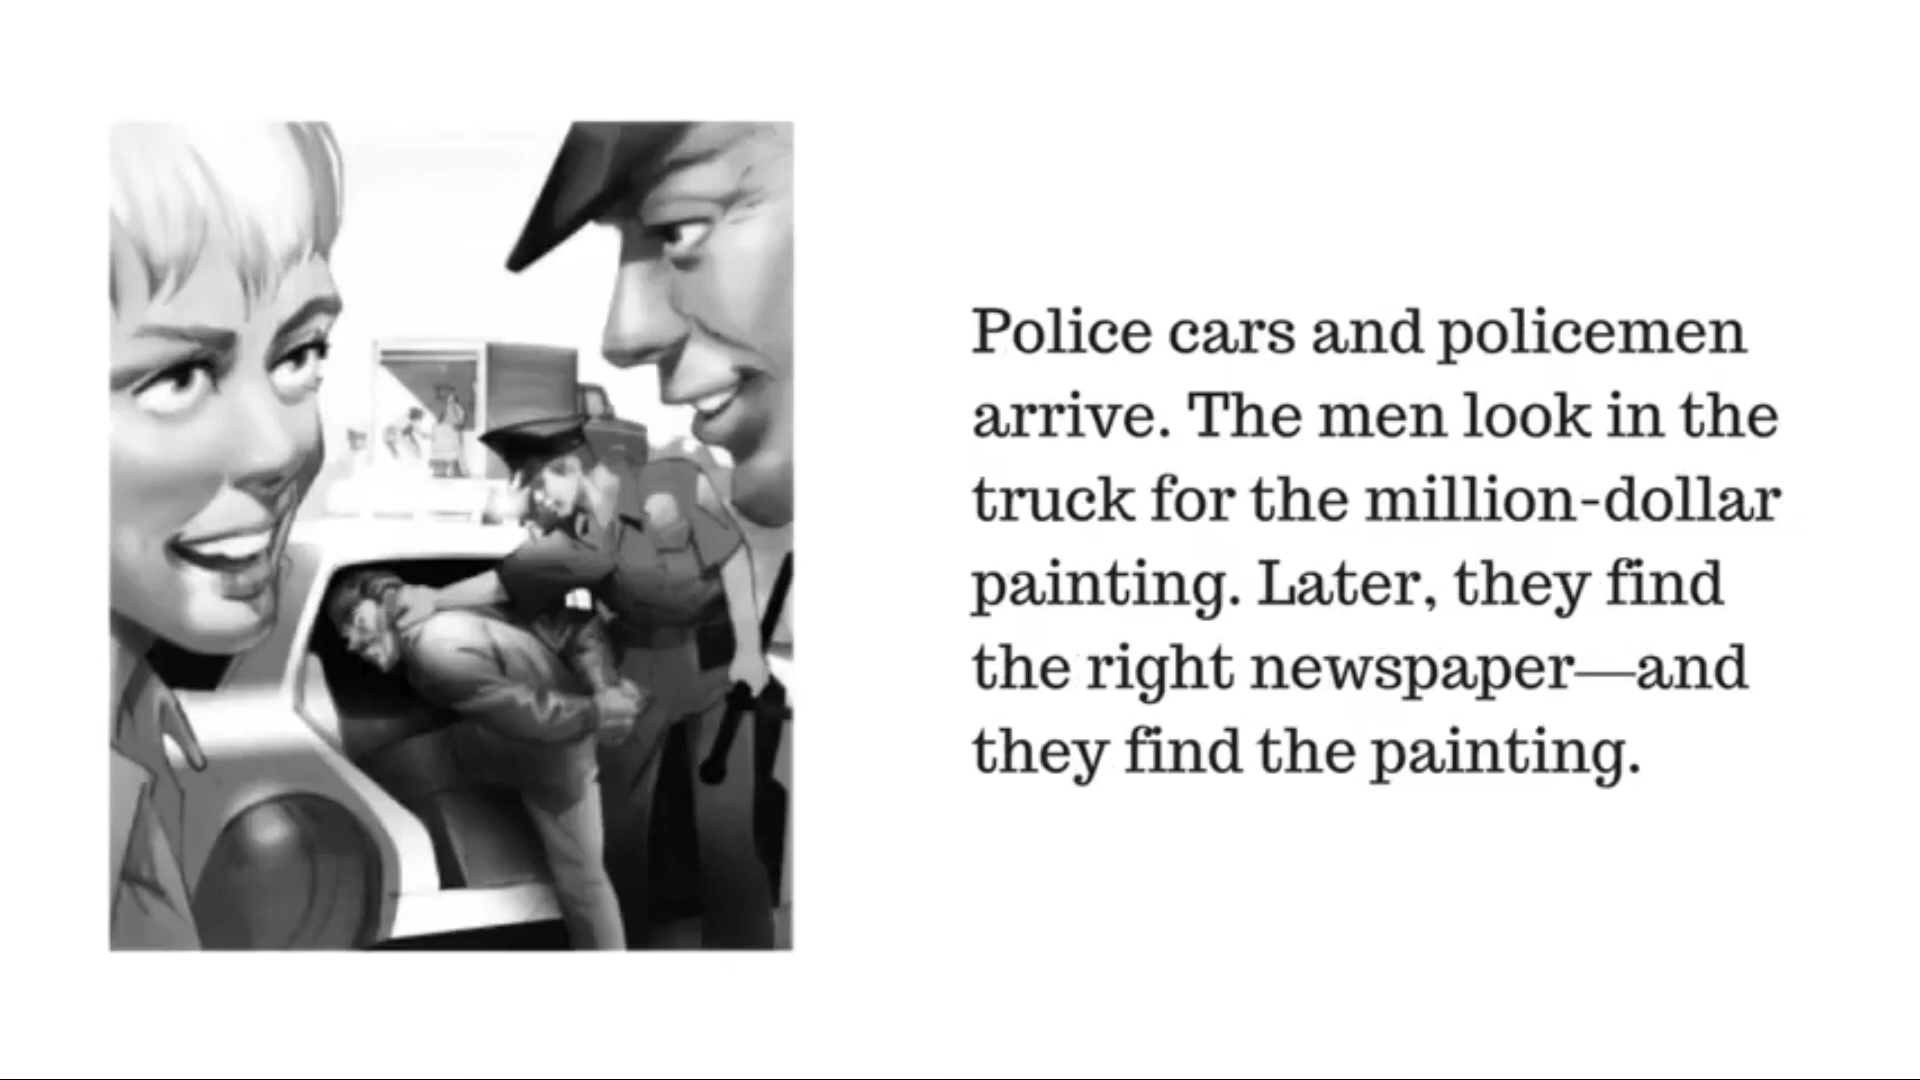 Police cars and policemen
arrive. The men look in the
truck for the million-dollar
painting. Later, they find
the right newspaper—and
they find the painting.